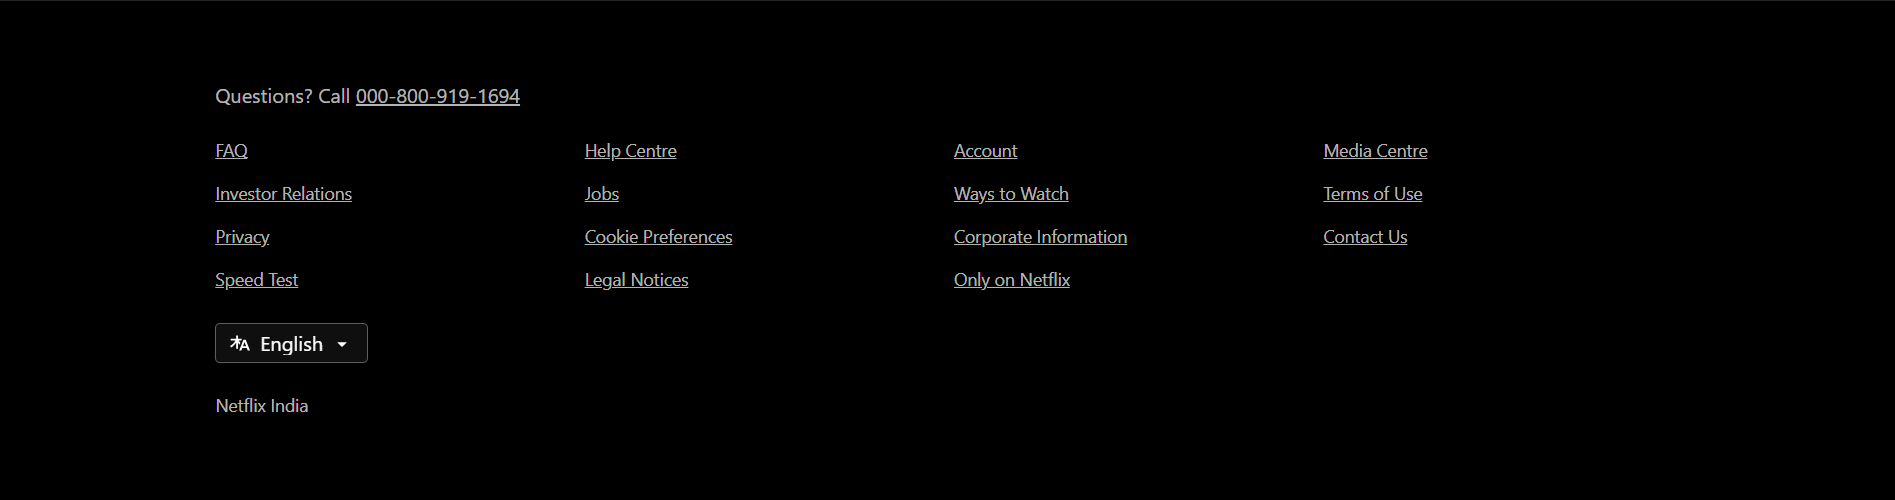 Questions? Call 000-800-919-1694
FAQ Help Centre Account Media Centre
Investor Relations Jobs Ways to Watch Terms of Use
Privacy Cookie Preferences Corporate Information Contact Us
Speed Test Legal Notices Only on Netflix
English
Netflix India